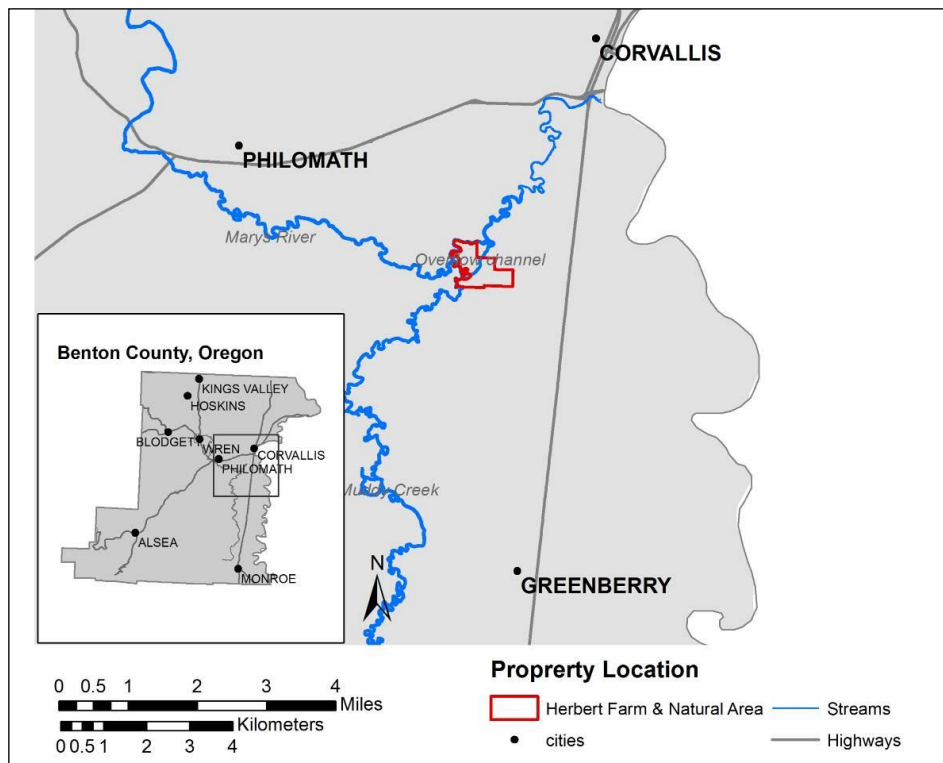 CORVALLIS
PHILOMATH
Marys River
Overflow channel
Benton County, Oregon
KINGS VALLEY
HOSKINS
BLODGETT
WREN
CORVALLIS
PHILOMATH
ALSEA
MONROE
Muddy Creek
N
GREENBERRY
0 0.5 1 2 3 4
Miles
Kilometers
0 0.5 1 2 3 4
Proprerty Location
Herbert Farm & Natural Area
Streams
cities
Highways